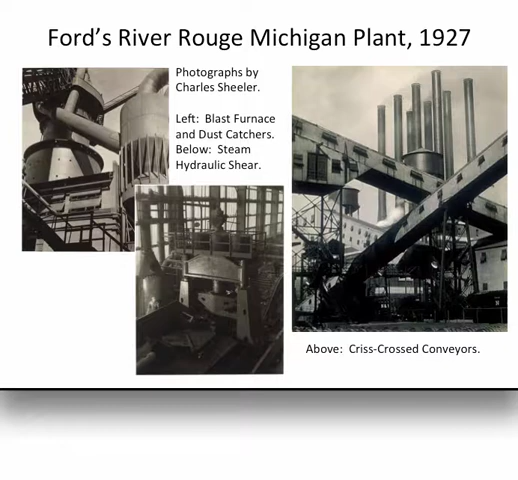 Ford's River Rouge Michigan Plant, 1927
Photographs by
Charles Sheeler.
Left: Blast Furnace
and Dust Catchers.
Below: Steam
Hydraulic Shear.
Above: Criss-Crossed Conveyors.